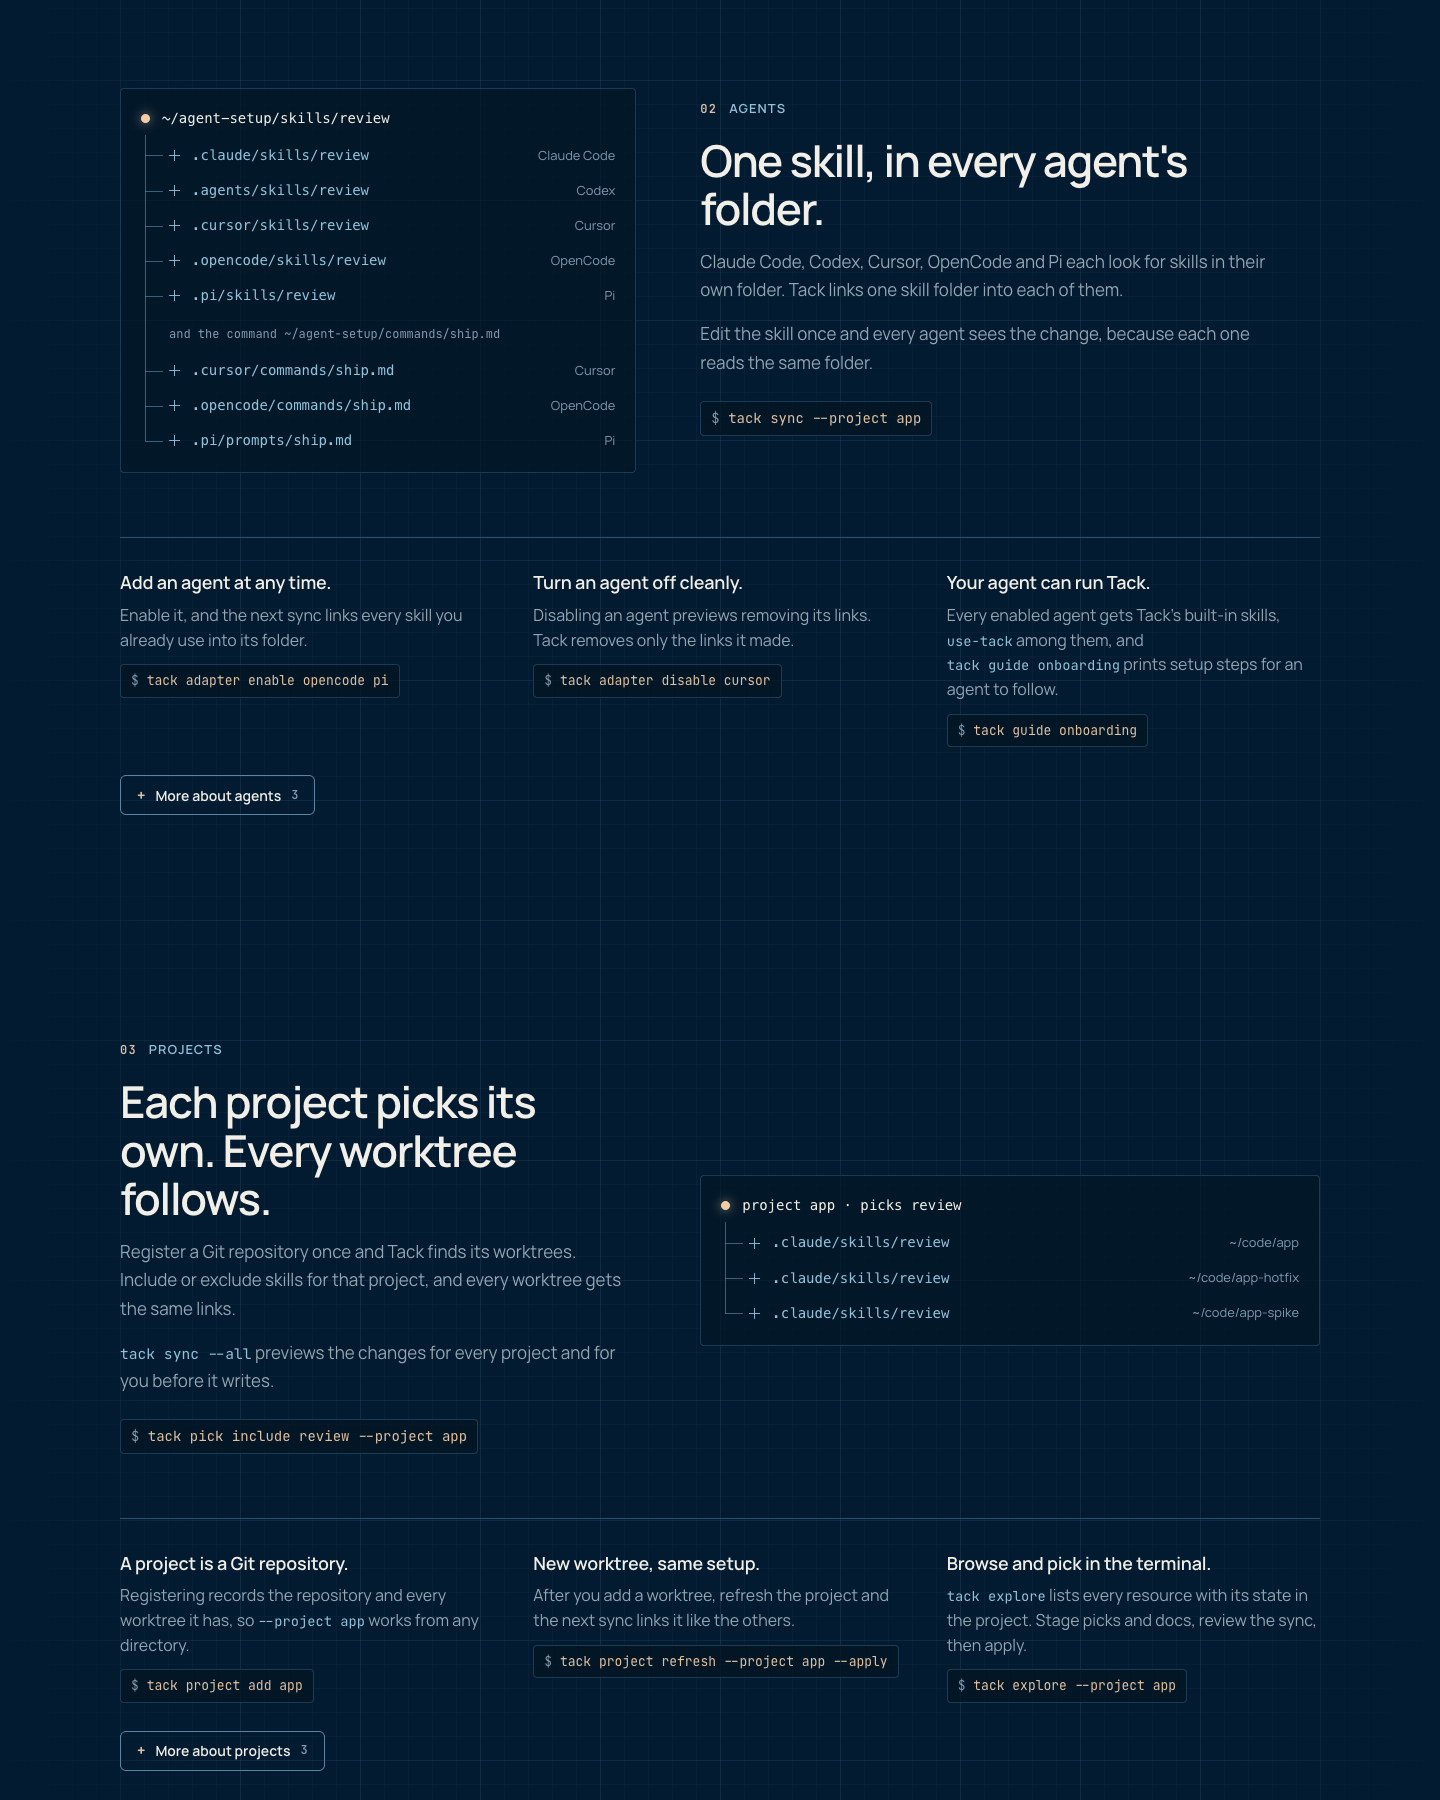 ~/agent-setup/skills/review
.claude/skills/review Claude Code
.agents/skills/review Codex
.cursor/skills/review Cursor
.opencode/skills/review OpenCode
.pi/skills/review Pi
and the command ~/agent-setup/commands/ship.md
.cursor/commands/ship.md Cursor
.opencode/commands/ship.md OpenCode
.pi/prompts/ship.md Pi
02 AGENTS
One skill, in every agent's
folder.
Claude Code, Codex, Cursor, OpenCode and Pi each look for skills in their
own folder. Tack links one skill folder into each of them.
Edit the skill once and every agent sees the change, because each one
reads the same folder.
$ tack sync --project app
Add an agent at any time.
Enable it, and the next sync links every skill you
already use into its folder.
$ tack adapter enable opencode pi
Turn an agent off cleanly.
Disabling an agent previews removing its links.
Tack removes only the links it made.
$ tack adapter disable cursor
Your agent can run Tack.
Every enabled agent gets Tack's built-in skills,
use-tack among them, and
tack guide onboarding prints setup steps for an
agent to follow.
$ tack guide onboarding
+ More about agents 3
03 PROJECTS
Each project picks its
own. Every worktree
follows.
Register a Git repository once and Tack finds its worktrees.
Include or exclude skills for that project, and every worktree gets
the same links.
tack sync --all previews the changes for every project and for
you before it writes.
$ tack pick include review --project app
project app · picks review
.claude/skills/review ~/code/app
.claude/skills/review ~/code/app-hotfix
.claude/skills/review ~/code/app-spike
A project is a Git repository.
Registering records the repository and every
worktree it has, so --project app works from any
directory.
$ tack project add app
New worktree, same setup.
After you add a worktree, refresh the project and
the next sync links it like the others.
$ tack project refresh --project app --apply
Browse and pick in the terminal.
tack explore lists every resource with its state in
the project. Stage picks and docs, review the sync,
then apply.
$ tack explore --project app
+ More about projects 3